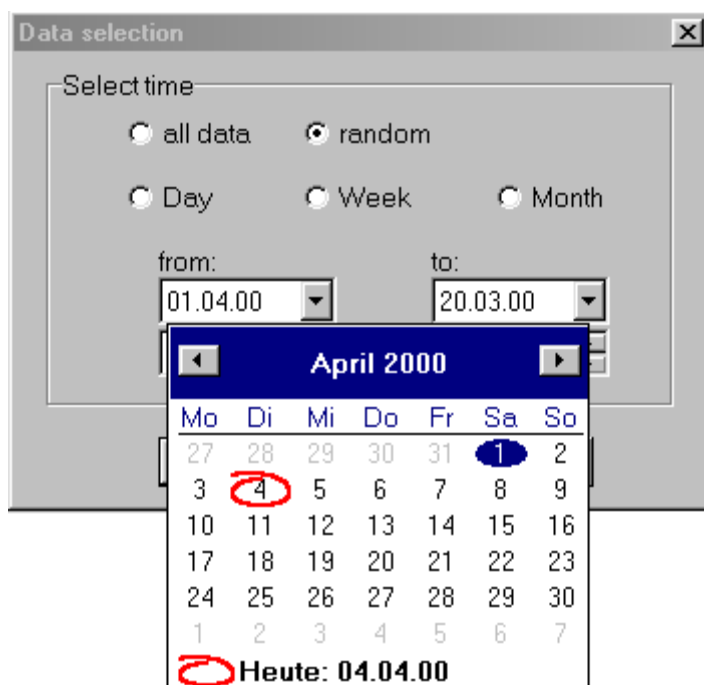 Data selection
Select time
all data random
Day Week Month
from: to:
01.04.00 20.03.00
April 2000
Mo Di Mi Do Fr Sa So
27 28 29 30 31 1 2
3 4 5 6 7 8 9
10 11 12 13 14 15 16
17 18 19 20 21 22 23
24 25 26 27 28 29 30
1 2 3 4 5 6 7
Heute: 04.04.00